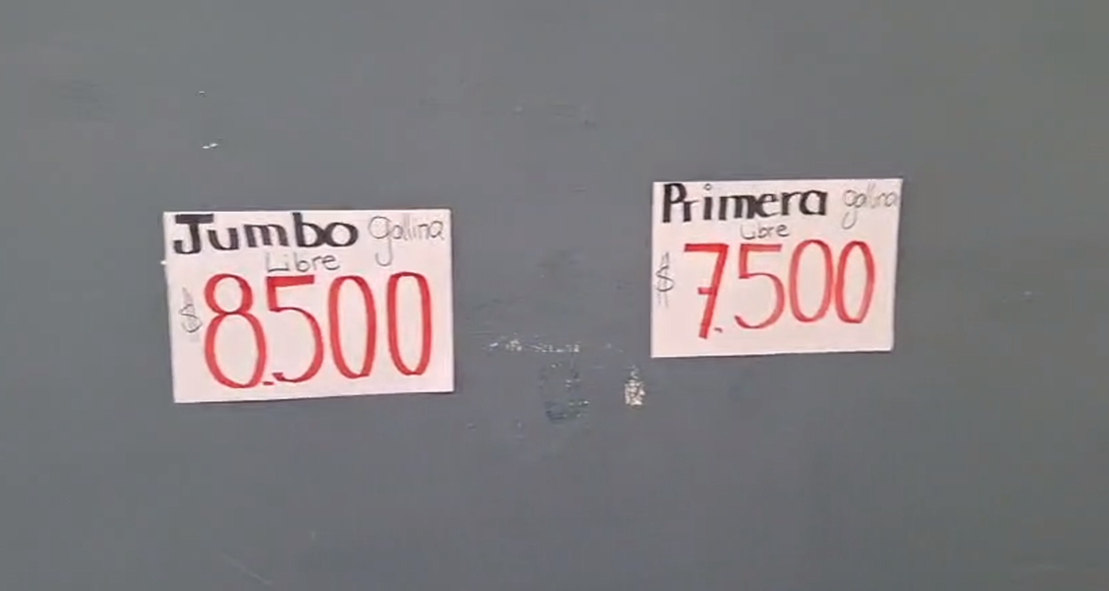 Jumbo gallina
Libre
$ 8.500
Primera gallina
Libre
$ 7.500